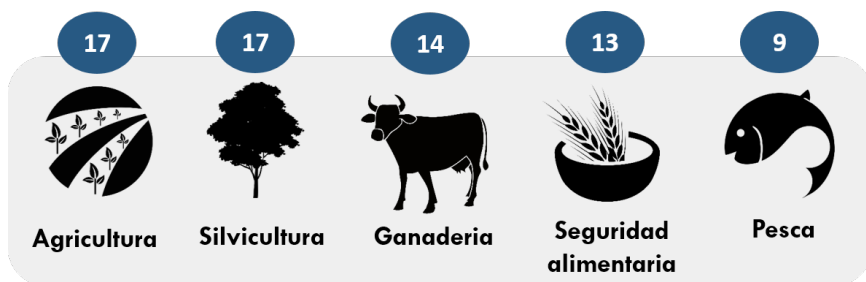 17
17
14
13
9
Agricultura
Silvicultura
Ganaderia
Seguridad
alimentaria
Pesca